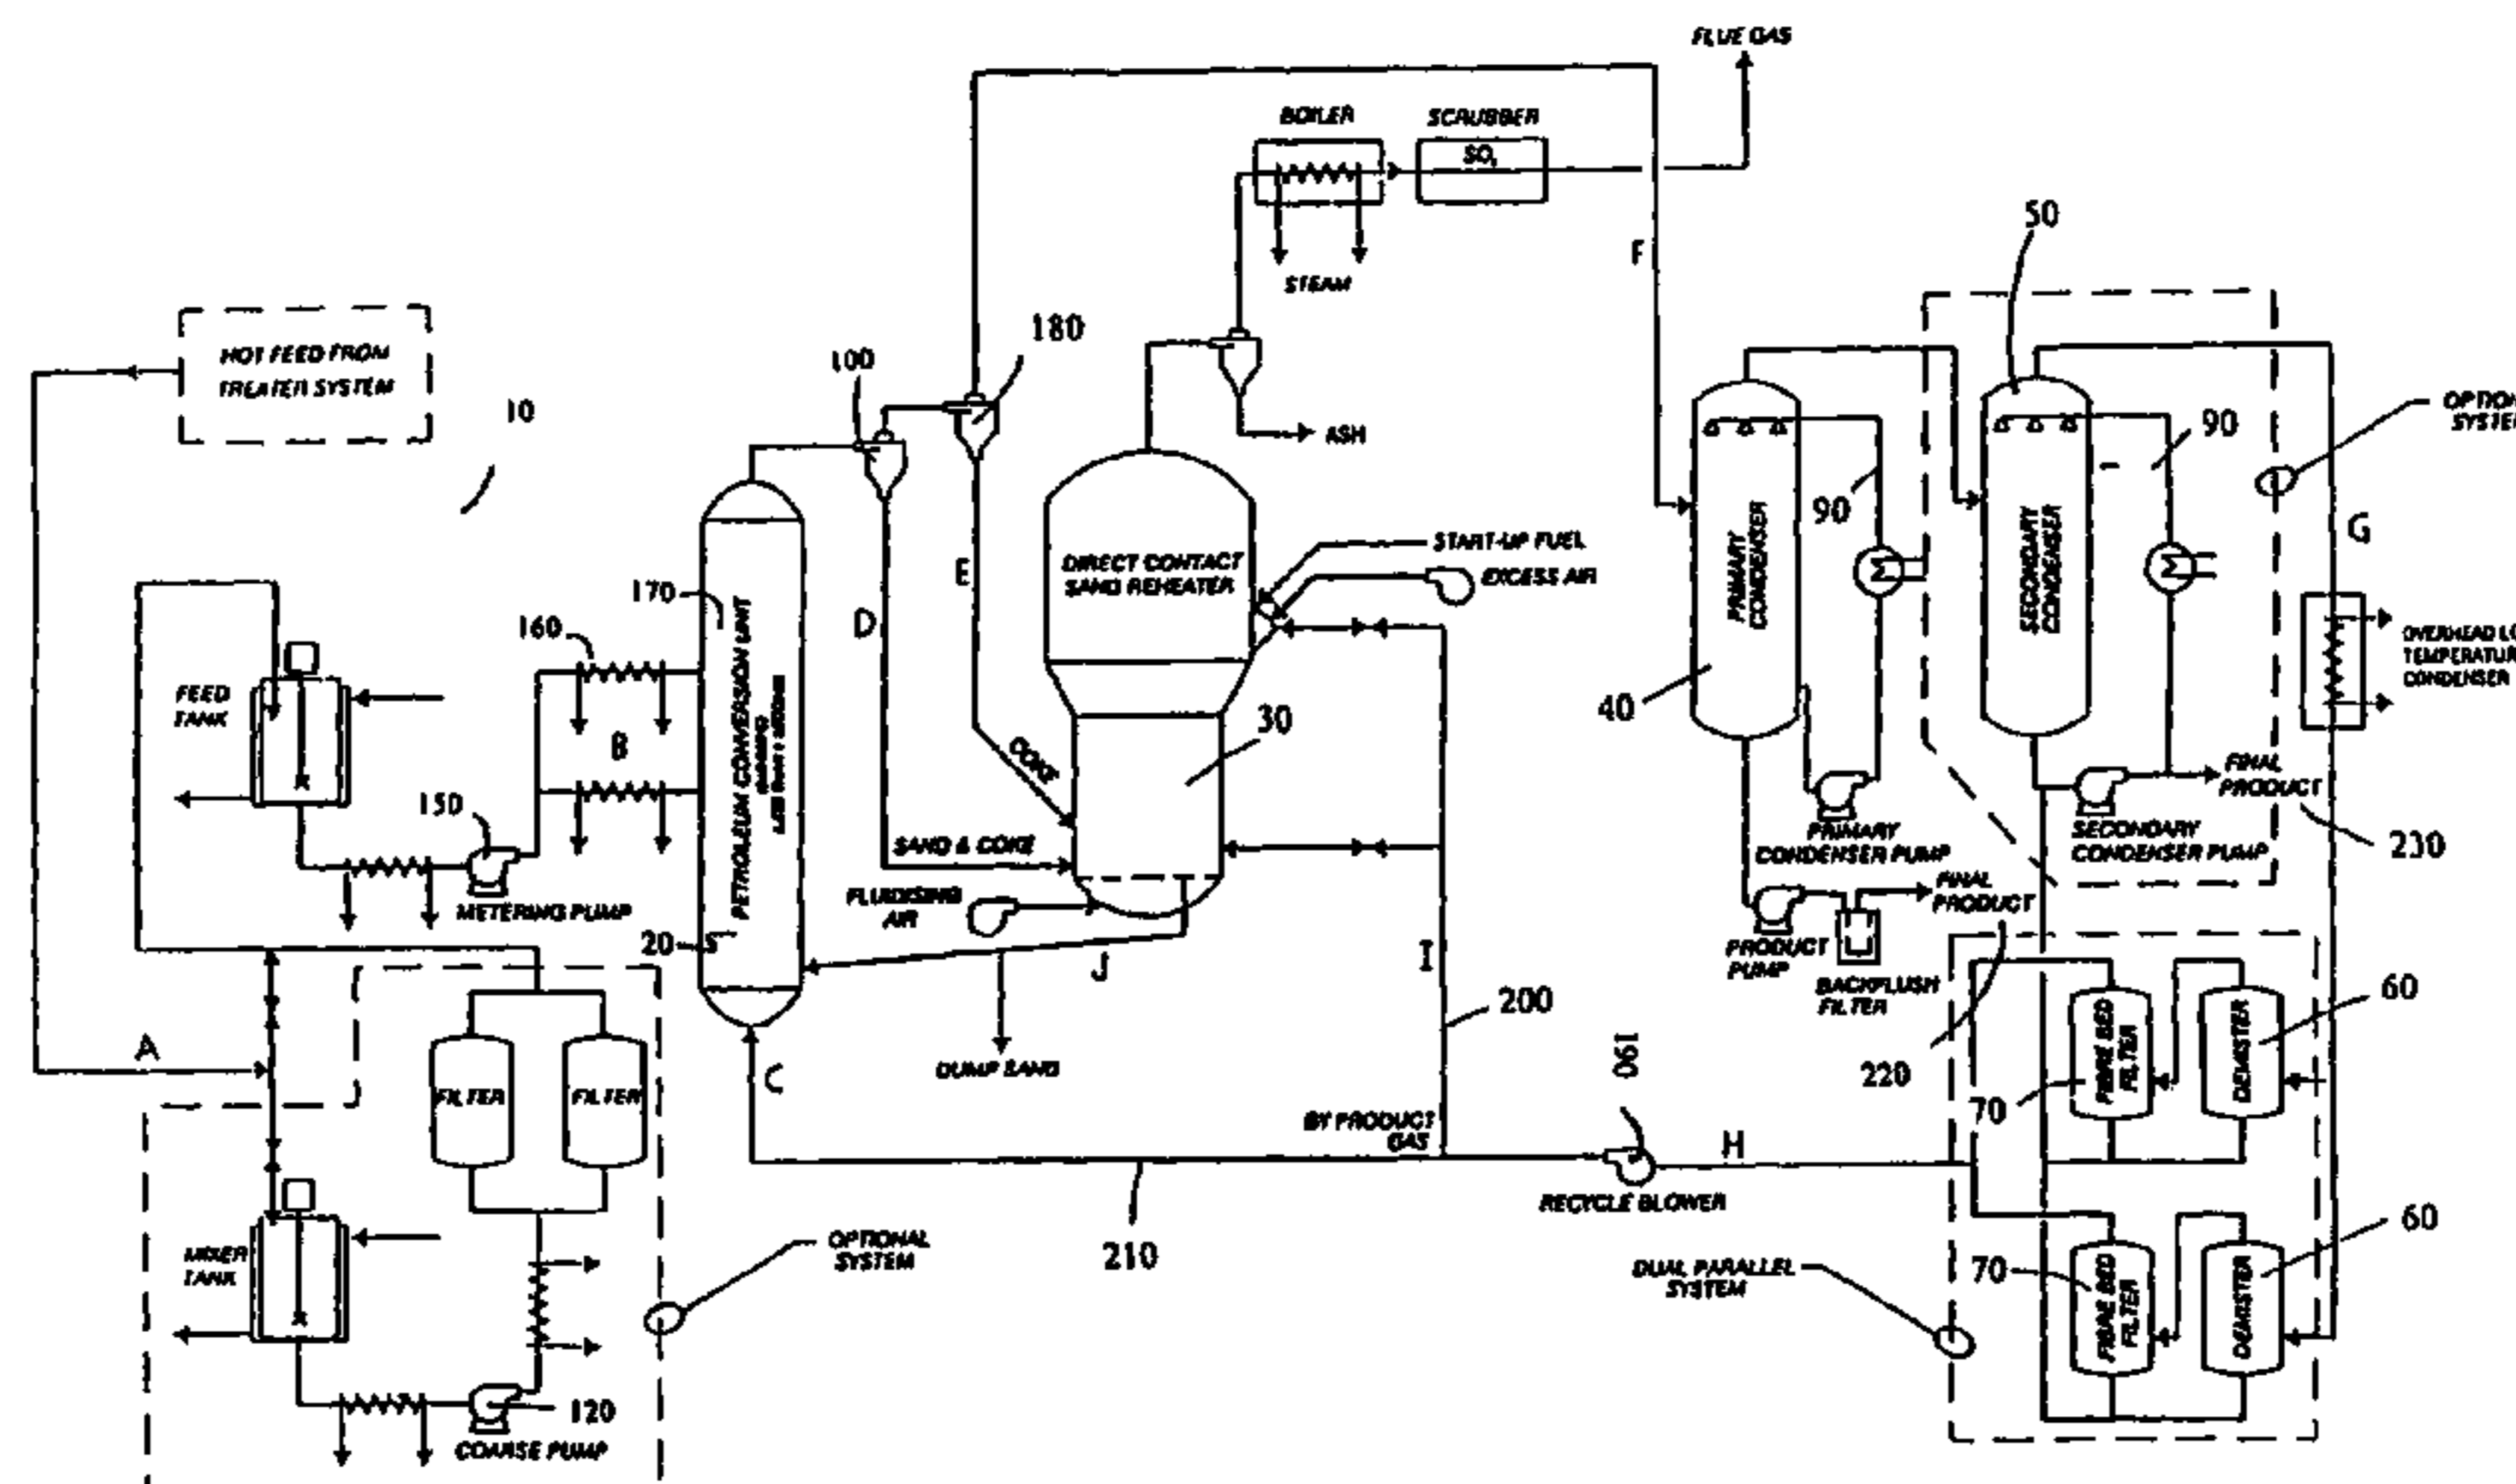 FLUE GAS
BOILER
SCRUBBER
STEAM
F
50
HOT FEED FROM
TREATER SYSTEM
10
100
180
ASH
90
90
G
START-UP FUEL
EXCESS AIR
DIRECT CONTACT
SAND REHEATER
PRIMARY
CONDENSER
SECONDARY
CONDENSER
E
D
170
160
PETROLEUM CONVERSION UNIT
FEED
TANK
B
150
METERING PUMP
COKE
30
40
SAND & COKE
FLUIDISING
AIR
20
J
I
200
DUMP SAND
TEMPERATURE
CONDENSER
FINAL
PRODUCT
230
PRIMARY
CONDENSER PUMP
SECONDARY
CONDENSER PUMP
FINAL
PRODUCT
PRODUCT
PUMP
BACKFLUSH
FILTER
220
60
FIBRE BED
FILTER
DEMISTER
70
A
FILTER
FILTER
C
BY PRODUCT
GAS
190
H
RECYCLE BLOWER
210
MIXER
TANK
OPTIONAL
SYSTEM
DUAL PARALLEL
SYSTEM
60
70
FIBRE BED
FILTER
DEMISTER
120
COARSE PUMP